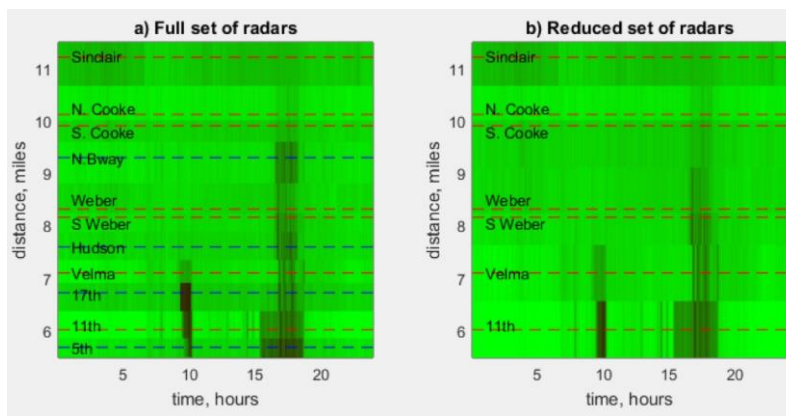 a) Full set of radars
distance, miles
11
10
9
8
7
6
Sinclair
N. Cooke
S. Cooke
N.Bway
Weber
S Weber
Hudson
Velma
17th
11th
5th
5
10
15
20
time, hours
b) Reduced set of radars
distance, miles
11
10
9
8
7
6
Sinclair
N. Cooke
S. Cooke
Weber
S Weber
Velma
11th
5
10
15
20
time, hours